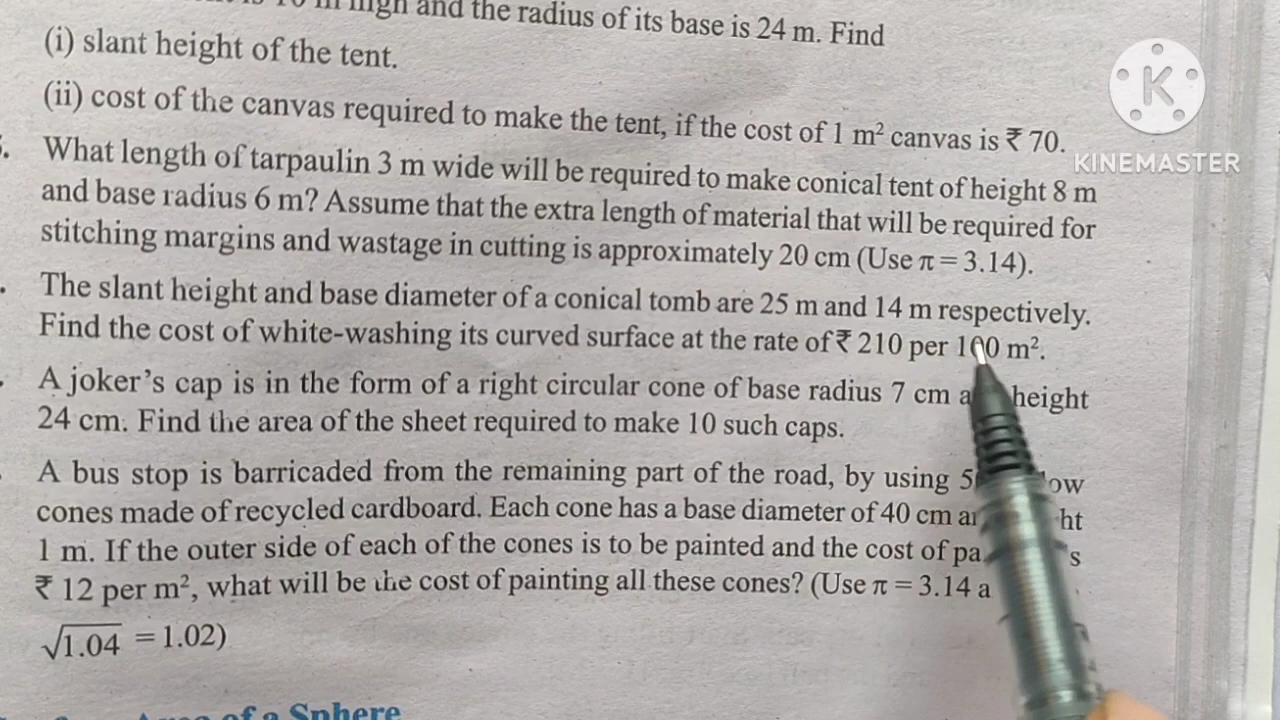 high and the radius of its base is 24 m. Find
(i) slant height of the tent.
(ii) cost of the canvas required to make the tent, if the cost of 1 m² canvas is ₹ 70.
What length of tarpaulin 3 m wide will be required to make conical tent of height 8 m
and base radius 6 m? Assume that the extra length of material that will be required for
stitching margins and wastage in cutting is approximately 20 cm (Use π = 3.14).
The slant height and base diameter of a conical tomb are 25 m and 14 m respectively.
Find the cost of white-washing its curved surface at the rate of ₹ 210 per 100 m².
A joker's cap is in the form of a right circular cone of base radius 7 cm height
24 cm. Find the area of the sheet required to make 10 such caps.
A bus stop is barricaded from the remaining part of the road, by using
cones made of recycled cardboard. Each cone has a base diameter of 40 cm
1 m. If the outer side of each of the cones is to be painted and the cost of
₹ 12 per m², what will be the cost of painting all these cones? (Use π = 3.14
√1.04 = 1.02)
Area of a Sphere
K
KINEMASTER